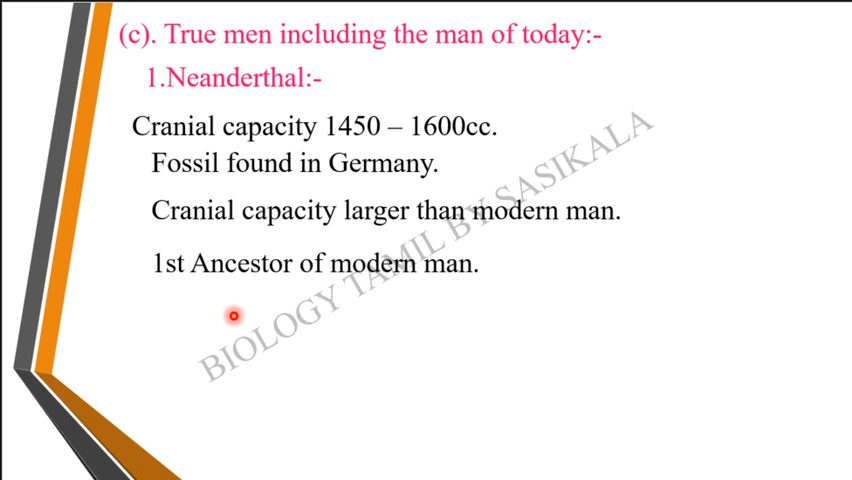 (c). True men including the man of today:-
1.Neanderthal:-
Cranial capacity 1450 – 1600cc.
Fossil found in Germany.
Cranial capacity larger than modern man.
1st Ancestor of modern man.
BIOLOGY TAMIL BY SASIKALA